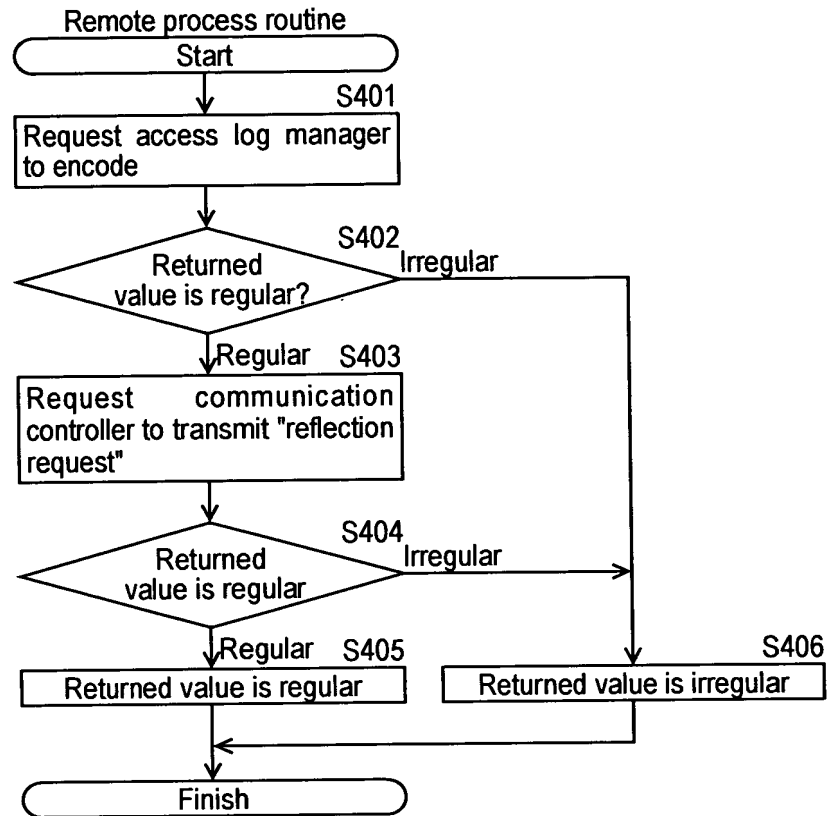 Remote process routine
Start
S401
Request access log manager
to encode
S402
Returned
value is regular?
Irregular
Regular
S403
Request communication
controller to transmit "reflection
request"
S404
Returned
value is regular
Irregular
Regular
S405
Returned value is regular
S406
Returned value is irregular
Finish